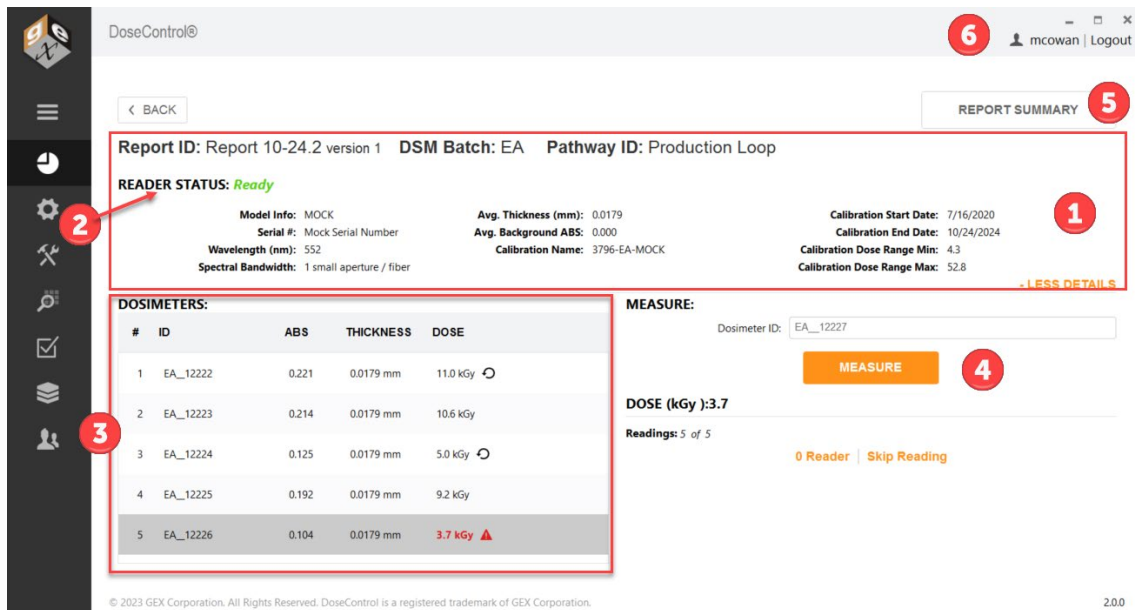 gex
DoseControl®
6
mcowan | Logout
< BACK
REPORT SUMMARY
5
Report ID: Report 10-24.2 version 1 DSM Batch: EA Pathway ID: Production Loop
READER STATUS: Ready
2
1
Model Info: MOCK
Serial #: Mock Serial Number
Wavelength (nm): 552
Spectral Bandwidth: 1 small aperture / fiber
Avg. Thickness (mm): 0.0179
Avg. Background ABS: 0.000
Calibration Name: 3796-EA-MOCK
Calibration Start Date: 7/16/2020
Calibration End Date: 10/24/2024
Calibration Dose Range Min: 4.3
Calibration Dose Range Max: 52.8
- LESS DETAILS
DOSIMETERS:
# ID ABS THICKNESS DOSE
1 EA__12222 0.221 0.0179 mm 11.0 kGy
2 EA__12223 0.214 0.0179 mm 10.6 kGy
3 EA__12224 0.125 0.0179 mm 5.0 kGy
4 EA__12225 0.192 0.0179 mm 9.2 kGy
5 EA__12226 0.104 0.0179 mm 3.7 kGy
3
MEASURE:
Dosimeter ID: EA__12227
MEASURE
4
DOSE (kGy ):3.7
Readings: 5 of 5
0 Reader | Skip Reading
© 2023 GEX Corporation. All Rights Reserved. DoseControl is a registered trademark of GEX Corporation.
2.0.0